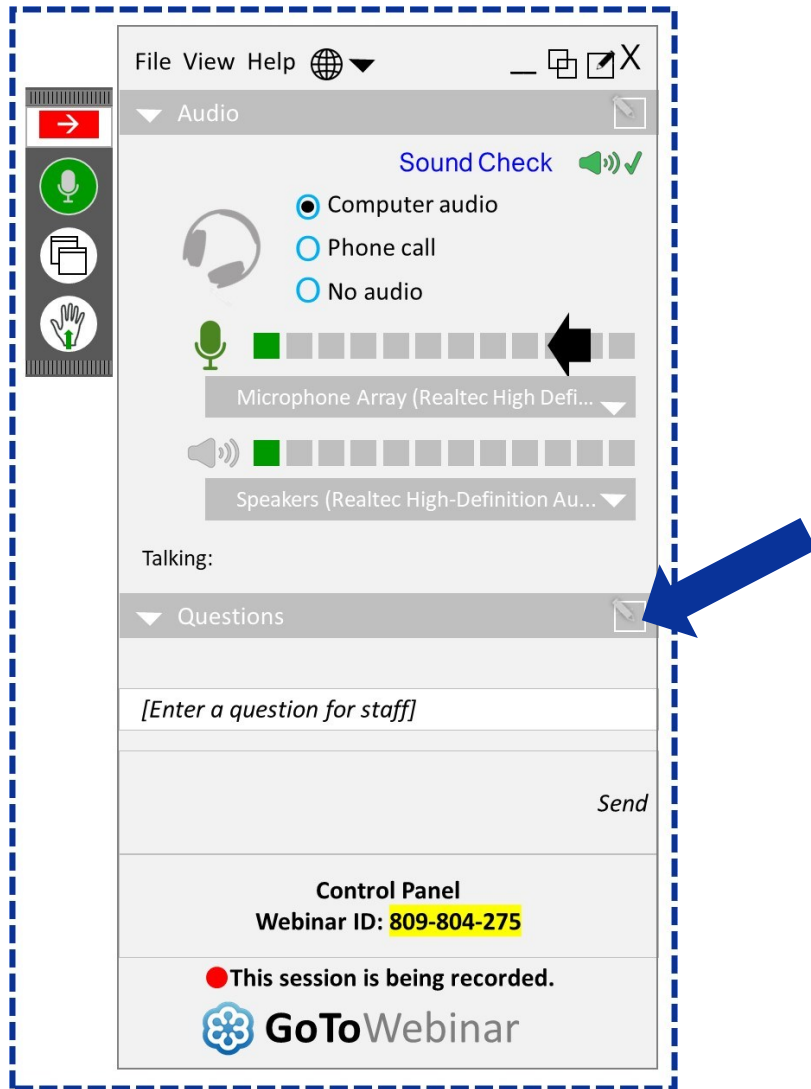 File View Help
Audio
Sound Check
Computer audio
Phone call
No audio
Microphone Array (Realtec High Defi...
Speakers (Realtec High-Definition Au...
Talking:
Questions
[Enter a question for staff]
Send
Control Panel
Webinar ID: 809-804-275
This session is being recorded.
GoToWebinar